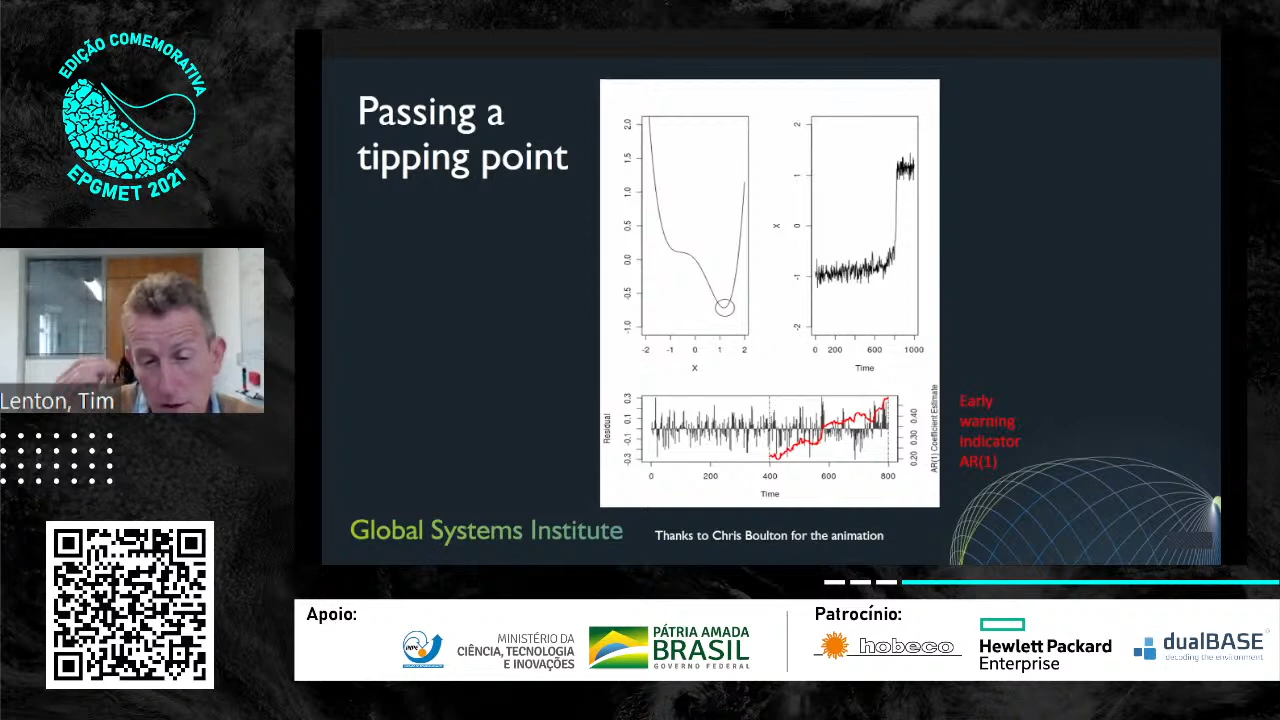 EDIÇÃO COMEMORATIVA
EPGMET 2021
Lenton, Tim
Passing a
tipping point
2.0
1.5
1.0
0.5
0.0
-0.5
-1.0
-2 -1 0 1 2
X
2
1
0
-1
-2
X
0 200 600 1000
Time
0.3
0.1
-0.1
-0.3
Residual
0.40
0.30
0.20
AR(1) Coefficient Estimate
0 200 400 600 800
Time
Early
warning
indicator
AR(1)
Global Systems Institute
Thanks to Chris Boulton for the animation
Apoio:
INPE
MINISTÉRIO DA
CIÊNCIA, TECNOLOGIA
E INOVAÇÕES
PÁTRIA AMADA
BRASIL
GOVERNO FEDERAL
Patrocínio:
hobeco
Hewlett Packard
Enterprise
dualBASE
decoding the environment